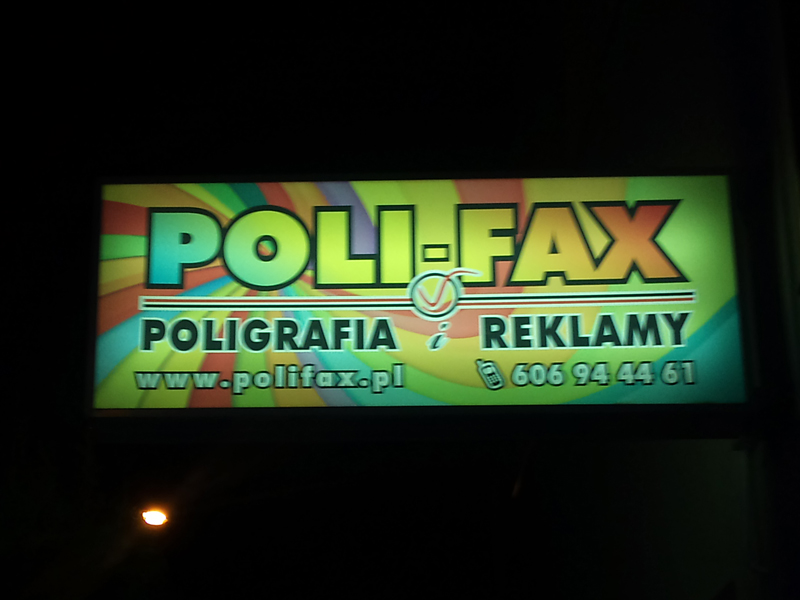 POLI-FAX
POLIGRAFIA i REKLAMY
www.polifax.pl 606 94 44 61